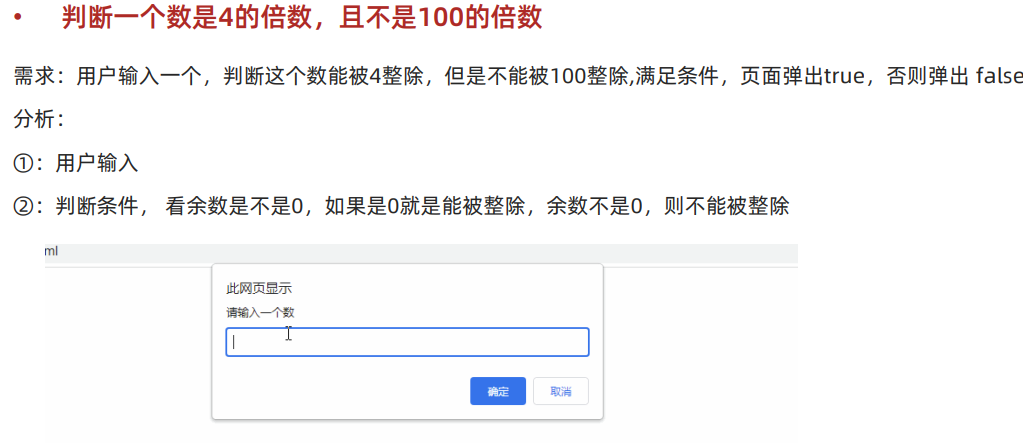 • 判断一个数是4的倍数，且不是100的倍数
需求：用户输入一个，判断这个数能被4整除，但是不能被100整除,满足条件，页面弹出true，否则弹出 false
分析：
①：用户输入
②：判断条件， 看余数是不是0，如果是0就是能被整除，余数不是0，则不能被整除
ml
此网页显示
请输入一个数
确定 取消